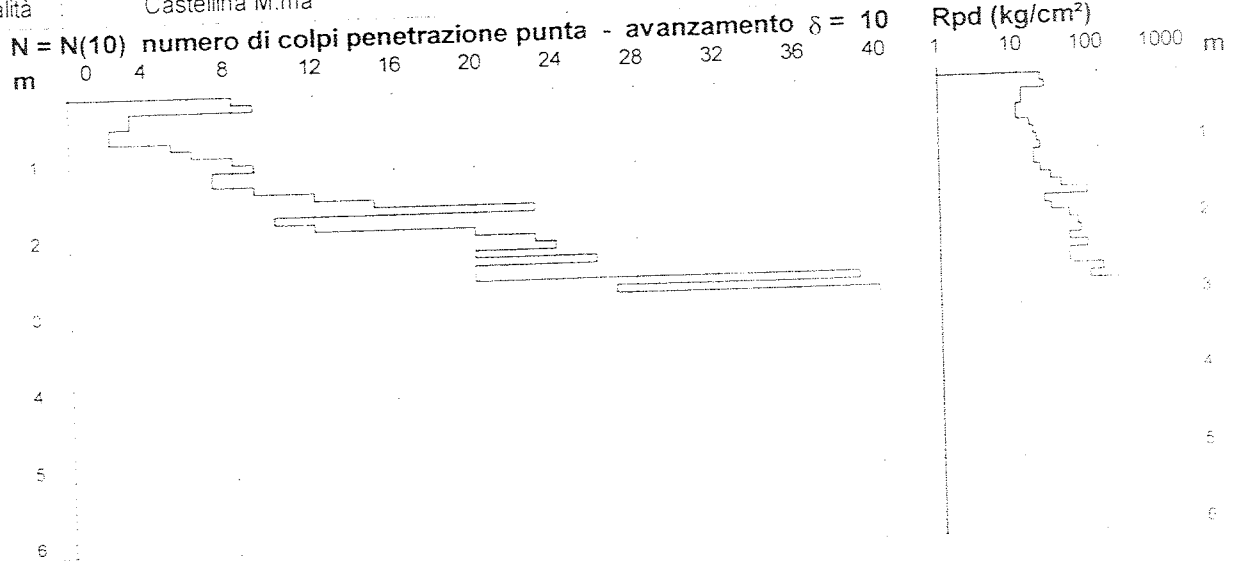 Castellina M.ma
N = N(10) numero di colpi penetrazione punta - avanzamento δ = 10
Rpd (kg/cm²)
m 0 4 8 12 16 20 24 28 32 36 40
1 10 100 1000 m
1
2
3
4
5
6
1
2
3
4
5
6